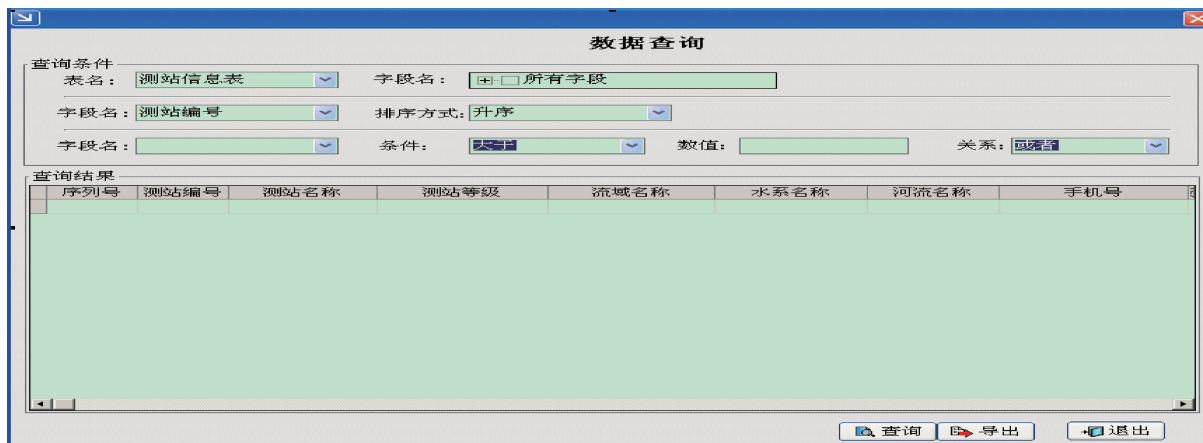 数据查询
查询条件
表名： 测站信息表 字段名： 所有字段
字段名： 测站编号 排序方式： 升序
字段名： 条件： 大于 数值： 关系： 或者
查询结果
序列号 测站编号 测站名称 测站等级 流域名称 水系名称 河流名称 手机号
查询 导出 退出